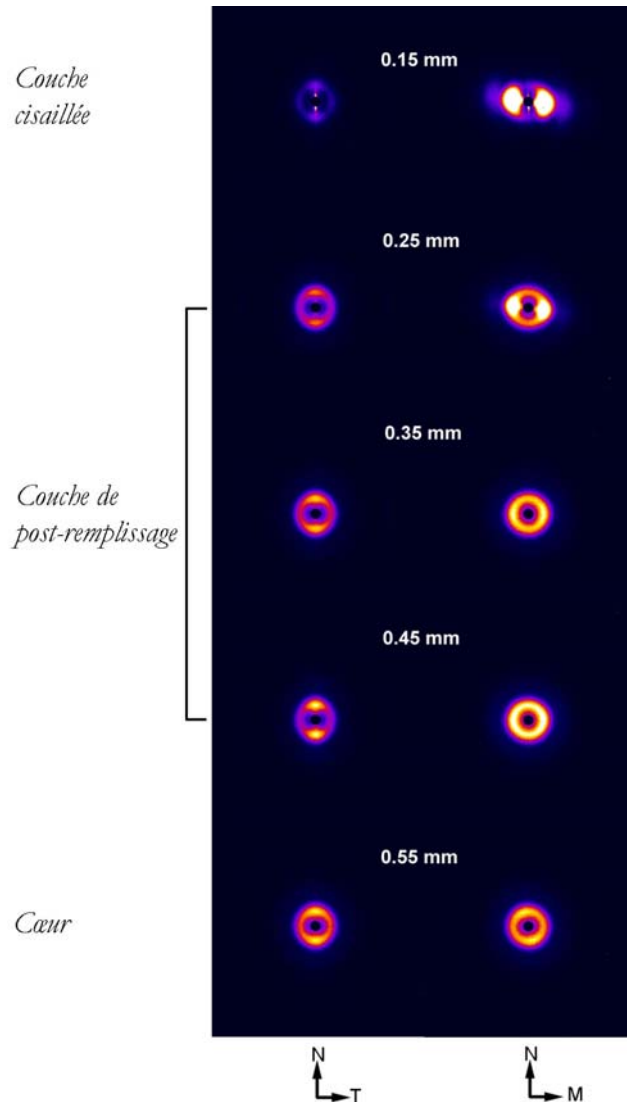 Couche
cisaillée
0.15 mm
0.25 mm
0.35 mm
Couche de
post-remplissage
0.45 mm
0.55 mm
Cœur
N
T
N
M